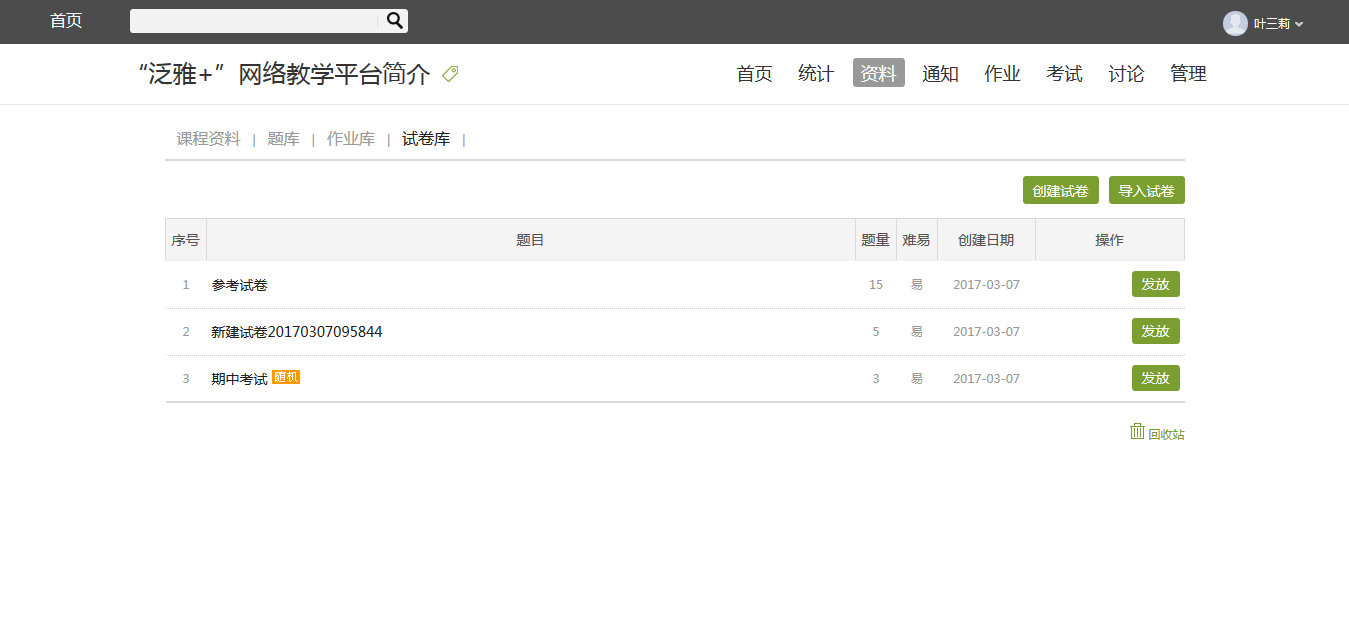 首页
叶三莉
“泛雅+”网络教学平台简介
首页 统计 资料 通知 作业 考试 讨论 管理
课程资料 | 题库 | 作业库 | 试卷库 |
创建试卷 导入试卷
序号 题目 题量 难易 创建日期 操作
1 参考试卷 15 易 2017-03-07 发放
2 新建试卷20170307095844 5 易 2017-03-07 发放
3 期中考试 随机 3 易 2017-03-07 发放
回收站